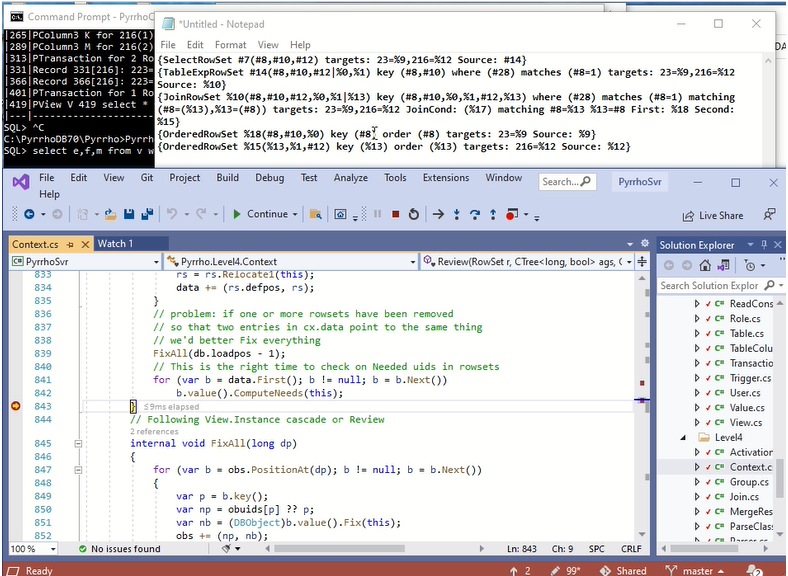 Command Prompt - PyrrhoC
|265|PColumn3 K for 216(1)
|289|PColumn3 M for 216(2)
|313|PTransaction for 2 Ro
|331|Record 331[216]: 223=
|366|Record 366[216]: 223=
|401|PTransaction for 1 Ro
|419|PView V 419 select *
|---|
SQL> ^C
C:\PyrrhoDB70\Pyrrho>Pyrrh
SQL> select e,f,m from v w
*Untitled - Notepad
File Edit Format View Help
{SelectRowSet #7(#8,#10,#12) targets: 23=%9,216=%12 Source: #14}
{TableExpRowSet #14(#8,#10,#12|%0,%1) key (#8,#10) where (#28) matches (#8=1) targets: 23=%9,216=%12
Source: %10}
{JoinRowSet %10(#8,#10,#12,%0,%1|%13) key (#8,#10,%0,%1,#12,%13) where (#28) matches (#8=1) matching
(#8=(%13),%13=(#8)) targets: 23=%9,216=%12 JoinCond: (%17) matching #8=%13 %13=#8 First: %18 Second:
%15}
{OrderedRowSet %18(#8,#10,%0) key (#8, order (#8) targets: 23=%9 Source: %9}
{OrderedRowSet %15(%13,%1,#12) key (%13) order (%13) targets: 216=%12 Source: %12}
File Edit View Git Project Build Debug Test Analyze Tools Extensions Window
Help
Search...
PyrrhoSvr
Continue
Live Share
Context.cs
Watch 1
PyrrhoSvr
Pyrrho.Level4.Context
Review(RowSet r, CTree<long, bool> ags, (
833 rs = rs.Relocate1(this);
834 data += (rs.defpos, rs);
835 }
836 // problem: if one or more rowsets have been removed
837 // so that two entries in cx.data point to the same thing
838 // we'd better Fix everything
839 FixAll(db.loadpos - 1);
840 // This is the right time to check on Needed uids in rowsets
841 for (var b = data.First(); b != null; b = b.Next())
842 b.value().ComputeNeeds(this);
843 } ≤9ms elapsed
844 // Following View.Instance cascade or Review
2 references
845 internal void FixAll(long dp)
846 {
847 for (var b = obs.PositionAt(dp); b != null; b = b.Next())
848 {
849 var p = b.key();
850 var np = obuids[p] ?? p;
851 var nb = (DBObject)b.value().Fix(this);
852 obs += (np, nb);
100 %
No issues found
Ln: 843 Ch: 9 SPC CRLF
Solution Explorer
Search Solution Explor
C# ReadCons
C# Role.cs
C# Table.cs
C# TableColu
C# Transactio
C# Trigger.cs
C# User.cs
C# Value.cs
C# View.cs
Level4
C# Activation
C# Context.c
C# Group.cs
C# Join.cs
C# MergeRes
C# ParseClas
C# Parser.cs
Ready
2
99*
Shared
master
2